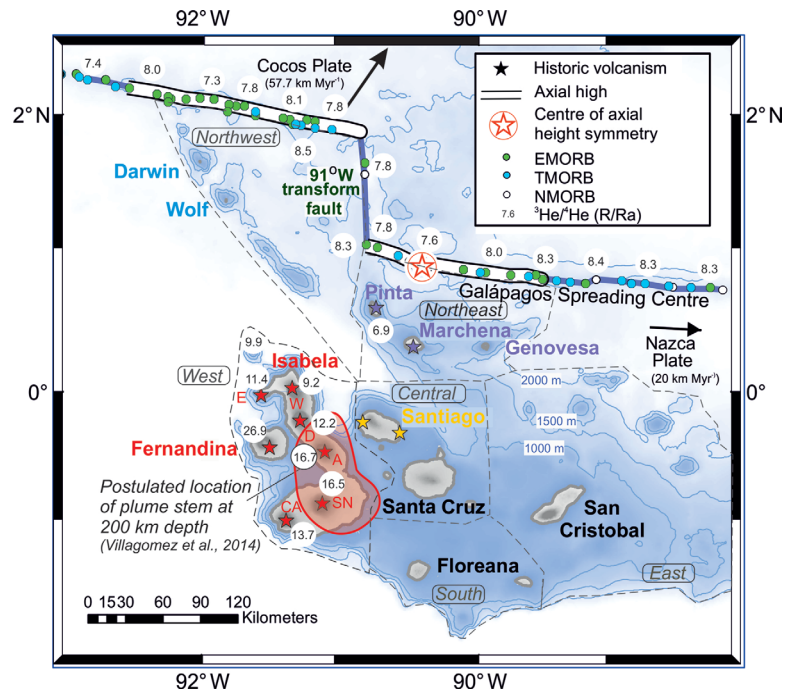 92°W
90°W
7.4
8.0
7.3
7.8
8.1
7.8
Cocos Plate
(57.7 km Myr⁻¹)
Historic volcanism
Axial high
Centre of axial
height symmetry
EMORB
TMORB
NMORB
7.6 ³He/⁴He (R/Ra)
2°N
2°N
Northwest
8.5
Darwin
Wolf
91°W
transform
fault
7.8
8.3
7.8
7.6
8.0
8.3
8.4
8.3
8.3
Galápagos Spreading Centre
Pinta
Northeast
6.9
Marchena
Genovesa
Nazca
Plate
(20 km Myr⁻¹)
9.9
Isabela
West
11.4
9.2
E
W
0°
0°
2000 m
1500 m
1000 m
Central
Santiago
12.2
D
26.9
Fernandina
16.7
A
16.5
SN
CA
13.7
Postulated location
of plume stem at
200 km depth
(Villagomez et al., 2014)
Santa Cruz
San
Cristobal
Floreana
South
East
0 15 30 60 90 120
Kilometers
92°W
90°W